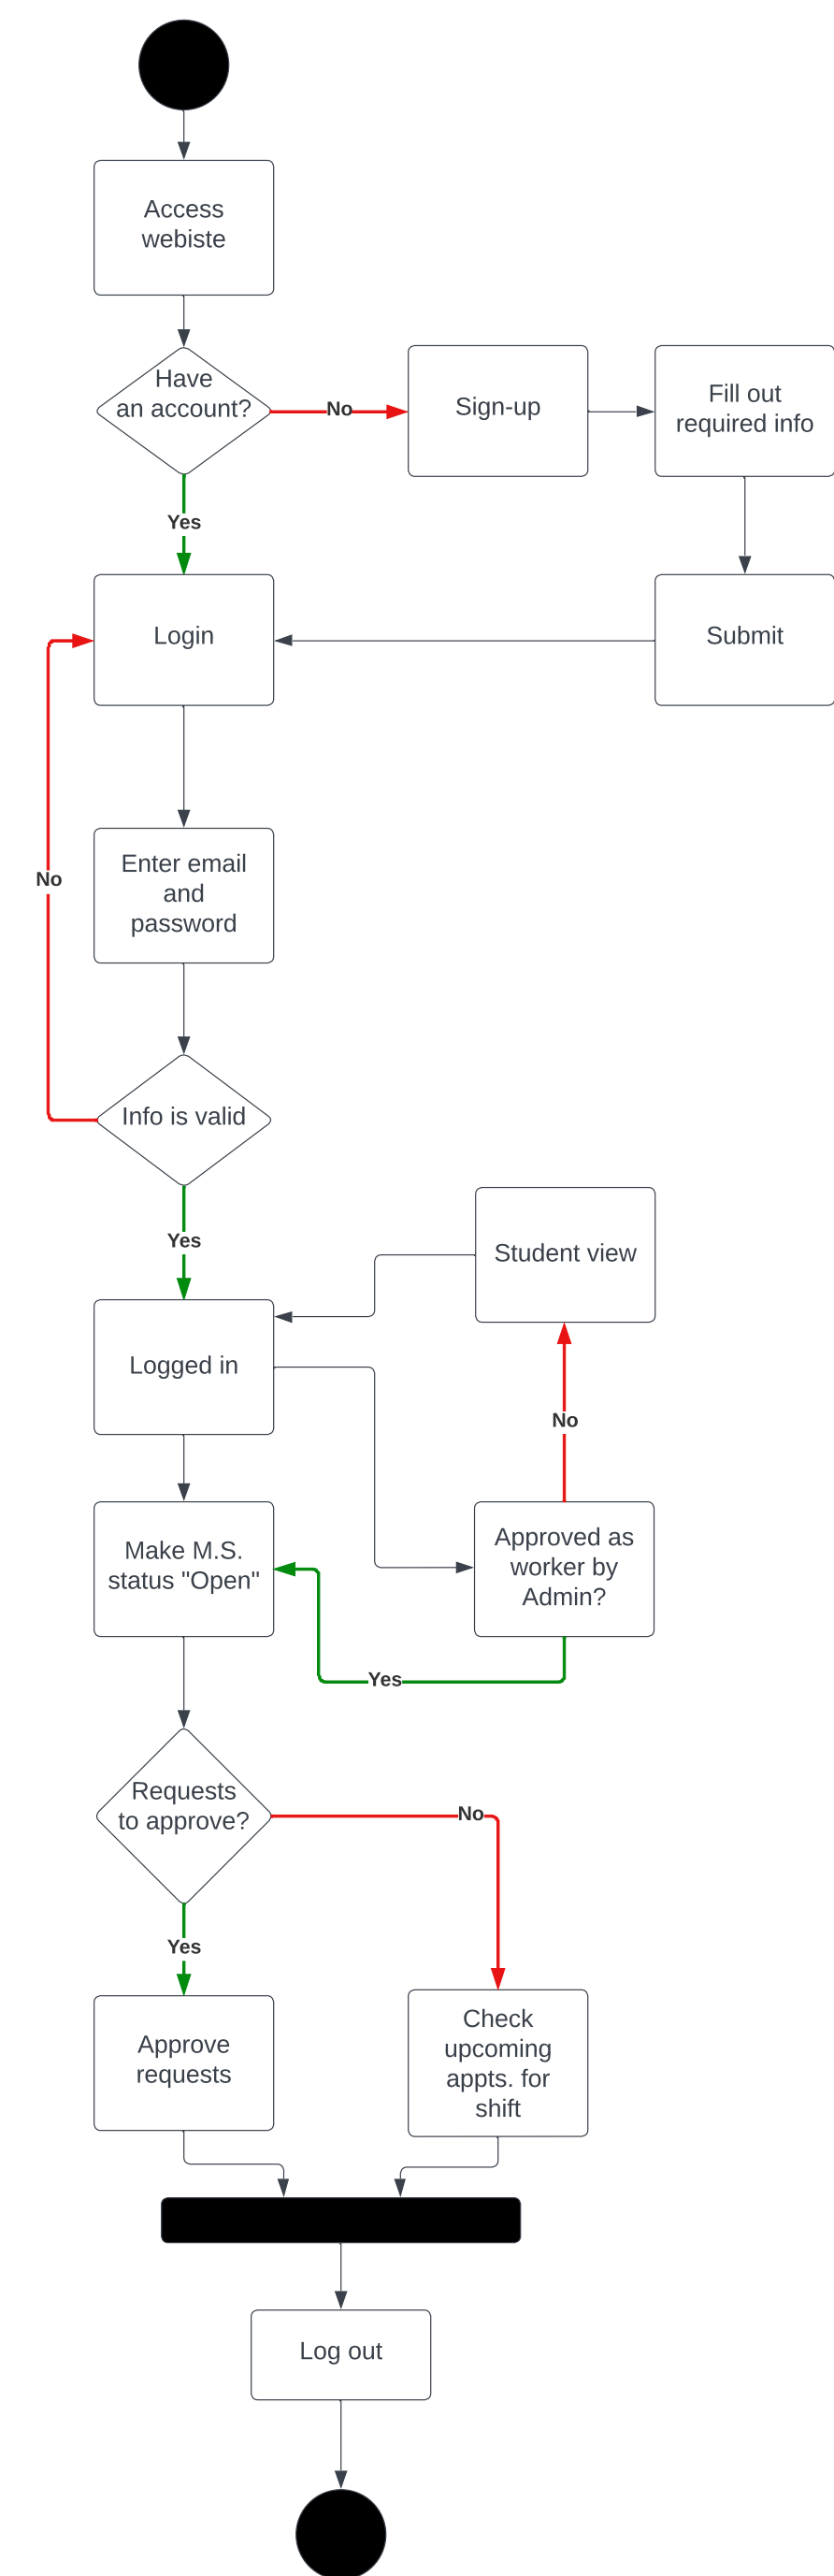 Access
webiste
Have
an account?
No
Sign-up
Fill out
required info
Yes
Login
Submit
Enter email
and
password
No
Info is valid
Yes
Student view
Logged in
No
Make M.S.
status "Open"
Approved as
worker by
Admin?
Yes
Requests
to approve?
No
Yes
Approve
requests
Check
upcoming
appts. for
shift
Log out